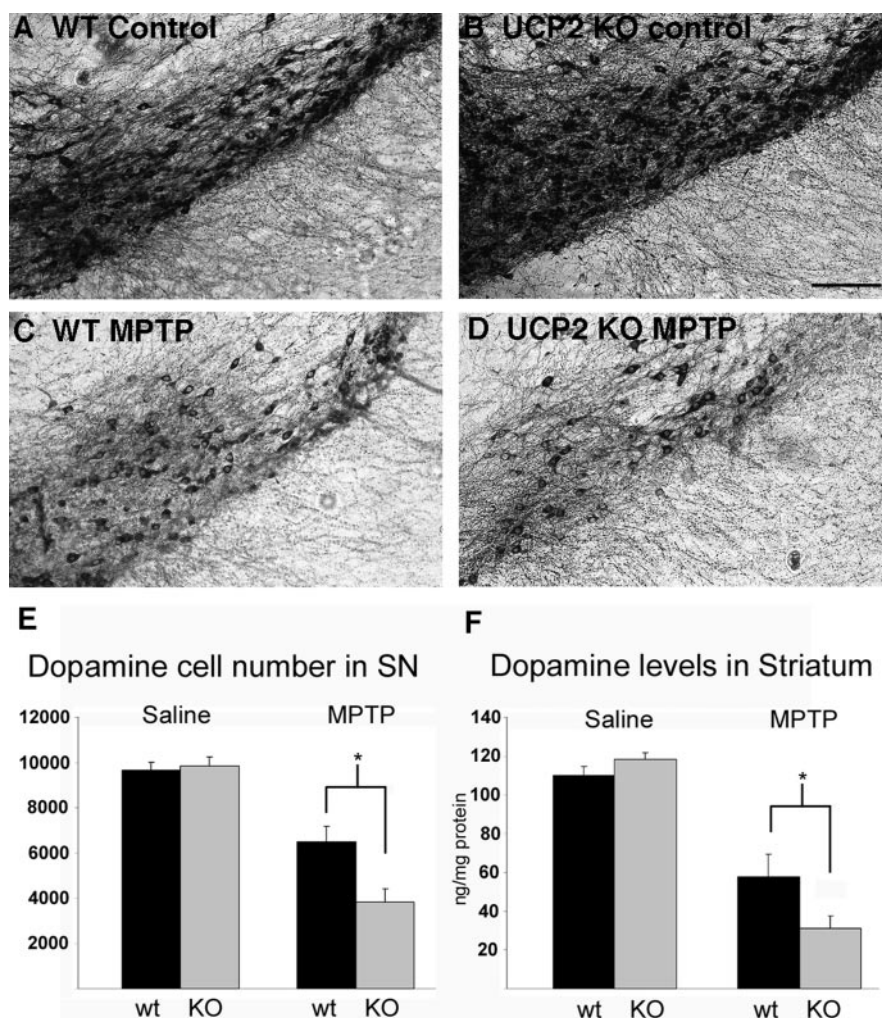 A WT Control
B UCP2 KO control
C WT MPTP
D UCP2 KO MPTP
E
Dopamine cell number in SN
12000
10000
8000
6000
4000
2000
Saline
MPTP
*
wt KO
wt KO
F
Dopamine levels in Striatum
140
120
100
80
60
40
20
ng/mg protein
Saline
MPTP
*
wt KO
wt KO